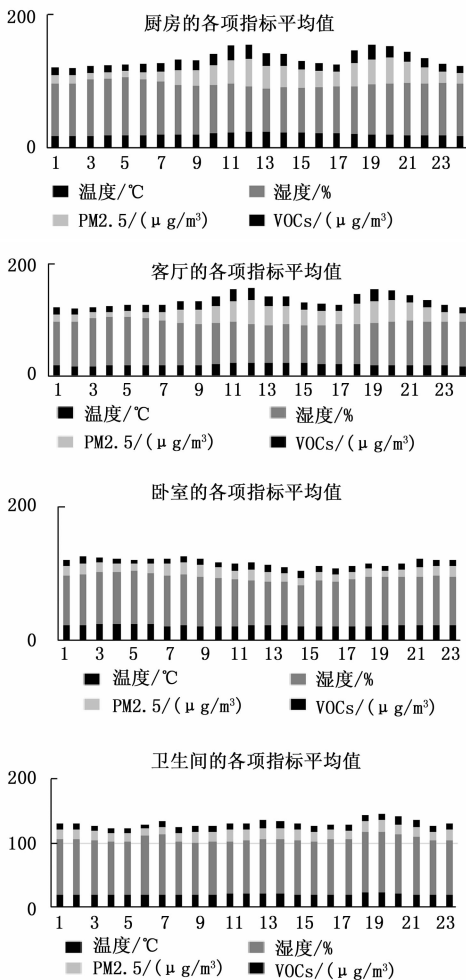 厨房的各项指标平均值
200
0
1 3 5 7 9 11 13 15 17 19 21 23
温度/℃ 湿度/%
PM2.5/(μg/m³) VOCs/(μg/m³)
客厅的各项指标平均值
200
0
1 3 5 7 9 11 13 15 17 19 21 23
温度/℃ 湿度/%
PM2.5/(μg/m³) VOCs/(μg/m³)
卧室的各项指标平均值
200
0
1 3 5 7 9 11 13 15 17 19 21 23
温度/℃ 湿度/%
PM2.5/(μg/m³) VOCs/(μg/m³)
卫生间的各项指标平均值
200
100
0
1 3 5 7 9 11 13 15 17 19 21 23
温度/℃ 湿度/%
PM2.5/(μg/m³) VOCs/(μg/m³)